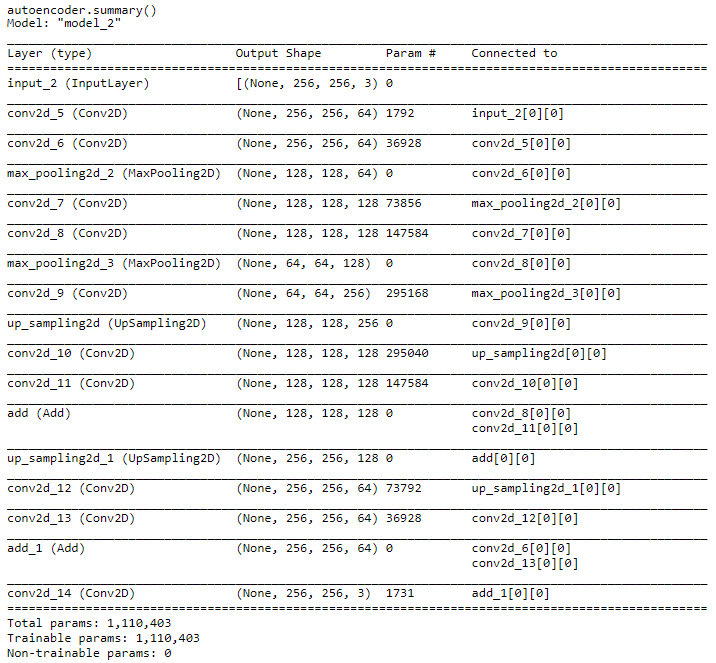 autoencoder.summary()
Model: "model_2"
Layer (type) Output Shape Param # Connected to
input_2 (InputLayer) [(None, 256, 256, 3) 0
conv2d_5 (Conv2D) (None, 256, 256, 64) 1792 input_2[0][0]
conv2d_6 (Conv2D) (None, 256, 256, 64) 36928 conv2d_5[0][0]
max_pooling2d_2 (MaxPooling2D) (None, 128, 128, 64) 0 conv2d_6[0][0]
conv2d_7 (Conv2D) (None, 128, 128, 128 73856 max_pooling2d_2[0][0]
conv2d_8 (Conv2D) (None, 128, 128, 128 147584 conv2d_7[0][0]
max_pooling2d_3 (MaxPooling2D) (None, 64, 64, 128) 0 conv2d_8[0][0]
conv2d_9 (Conv2D) (None, 64, 64, 256) 295168 max_pooling2d_3[0][0]
up_sampling2d (UpSampling2D) (None, 128, 128, 256 0 conv2d_9[0][0]
conv2d_10 (Conv2D) (None, 128, 128, 128 295040 up_sampling2d[0][0]
conv2d_11 (Conv2D) (None, 128, 128, 128 147584 conv2d_10[0][0]
add (Add) (None, 128, 128, 128 0 conv2d_8[0][0]
conv2d_11[0][0]
up_sampling2d_1 (UpSampling2D) (None, 256, 256, 128 0 add[0][0]
conv2d_12 (Conv2D) (None, 256, 256, 64) 73792 up_sampling2d_1[0][0]
conv2d_13 (Conv2D) (None, 256, 256, 64) 36928 conv2d_12[0][0]
add_1 (Add) (None, 256, 256, 64) 0 conv2d_6[0][0]
conv2d_13[0][0]
conv2d_14 (Conv2D) (None, 256, 256, 3) 1731 add_1[0][0]
Total params: 1,110,403
Trainable params: 1,110,403
Non-trainable params: 0